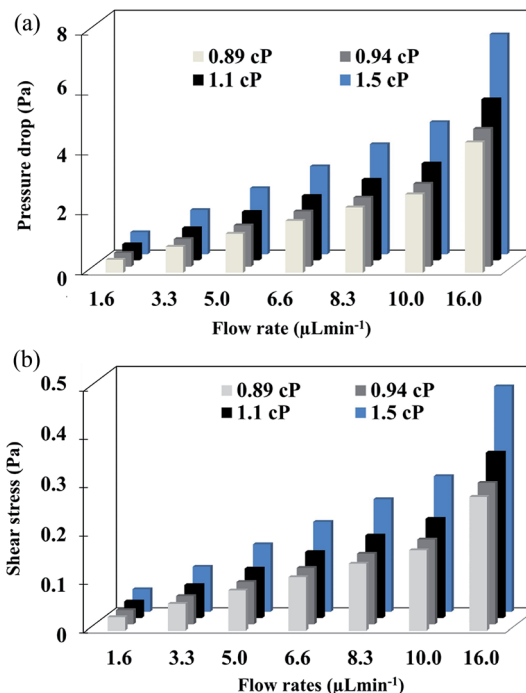 (a)
8
0.89 cP 0.94 cP
1.1 cP 1.5 cP
6
4
2
0
Pressure drop (Pa)
1.6 3.3 5.0 6.6 8.3 10.0 16.0
Flow rate (µLmin⁻¹)
(b)
0.5
0.89 cP 0.94 cP
1.1 cP 1.5 cP
0.4
0.3
0.2
0.1
0
Shear stress (Pa)
1.6 3.3 5.0 6.6 8.3 10.0 16.0
Flow rates (µLmin⁻¹)